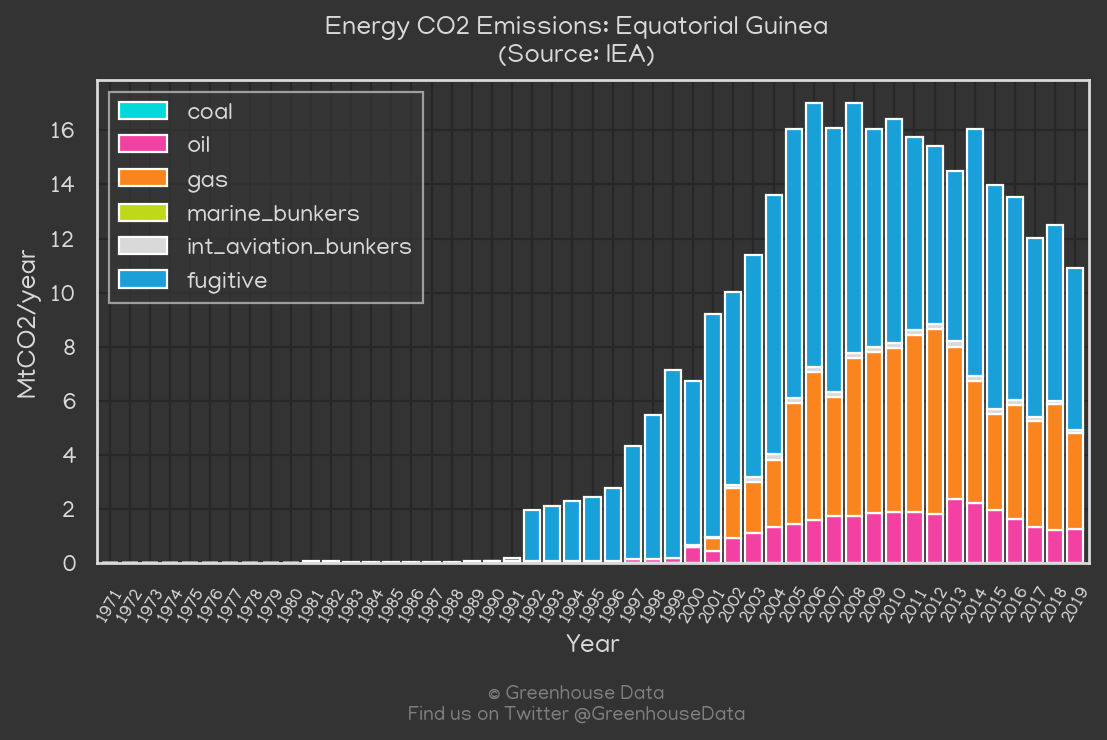 Energy CO2 Emissions: Equatorial Guinea
(Source: IEA)
coal
oil
gas
marine_bunkers
int_aviation_bunkers
fugitive
MtCO2/year
16
14
12
10
8
6
4
2
0
1971 1972 1973 1974 1975 1976 1977 1978 1979 1980 1981 1982 1983 1984 1985 1986 1987 1988 1989 1990 1991 1992 1993 1994 1995 1996 1997 1998 1999 2000 2001 2002 2003 2004 2005 2006 2007 2008 2009 2010 2011 2012 2013 2014 2015 2016 2017 2018 2019
Year
© Greenhouse Data
Find us on Twitter @GreenhouseData